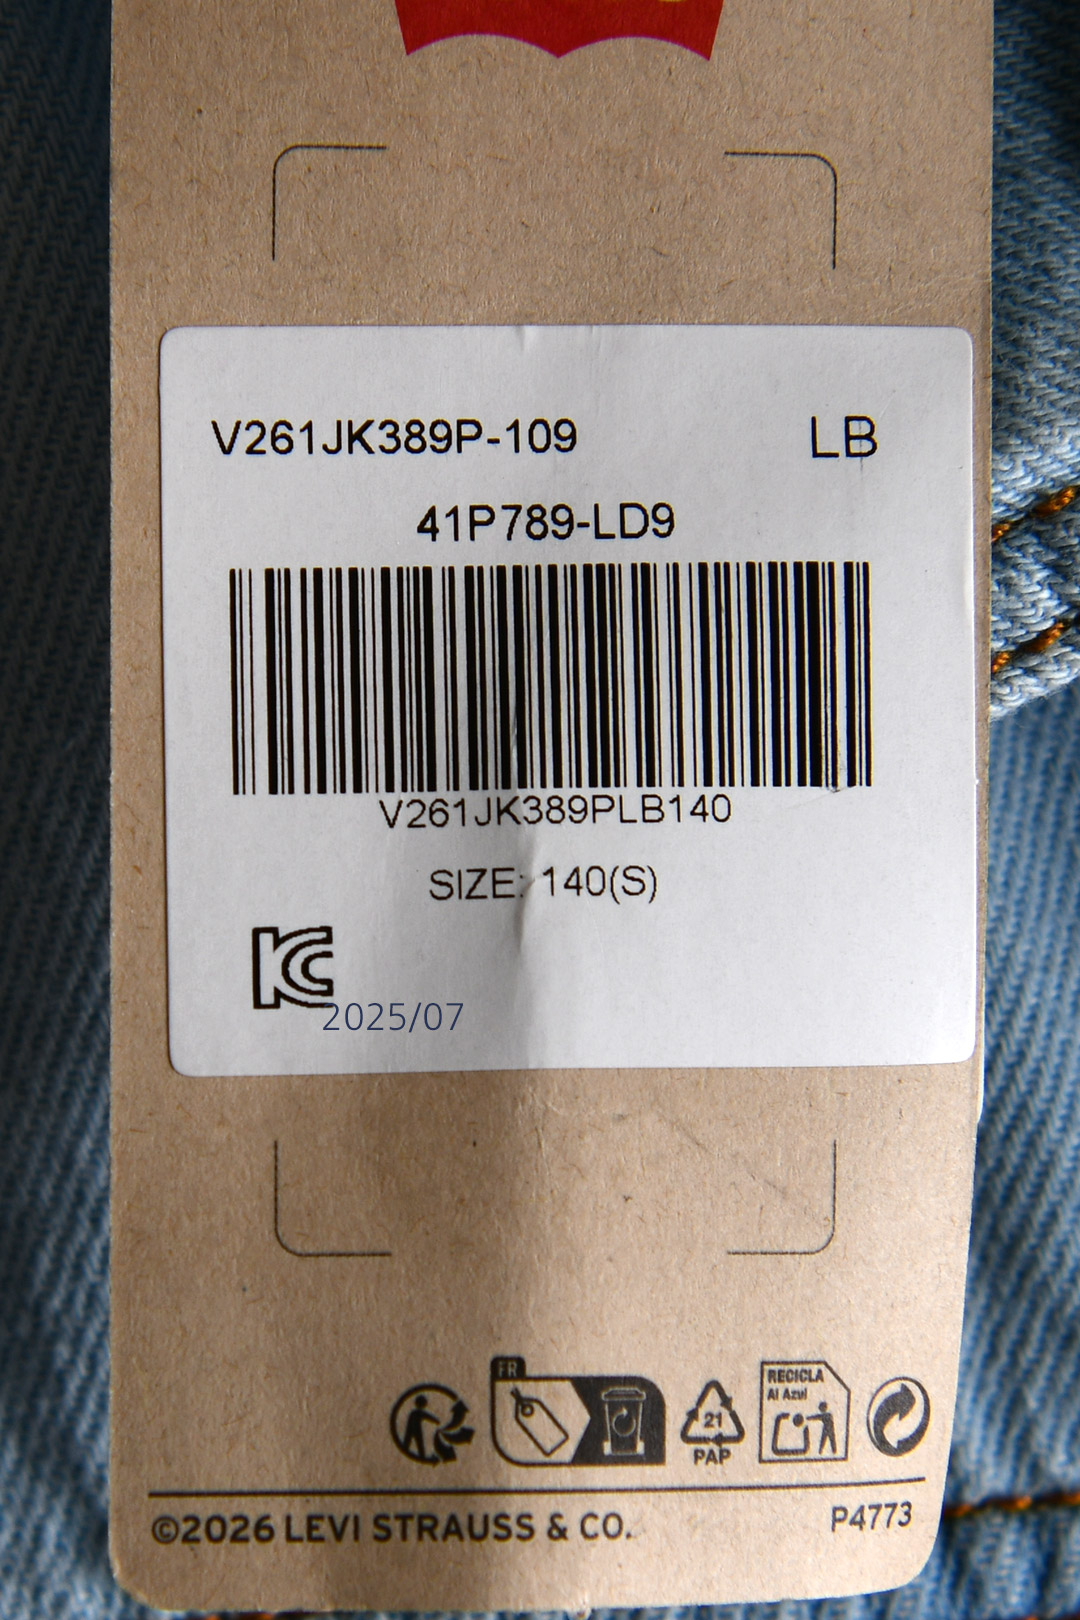 V261JK389P-109 LB
41P789-LD9
V261JK389PLB140
SIZE: 140(S)
KC
2025/07
FR
RECICLA
Al Azul
21
PAP
©2026 LEVI STRAUSS & CO. P4773